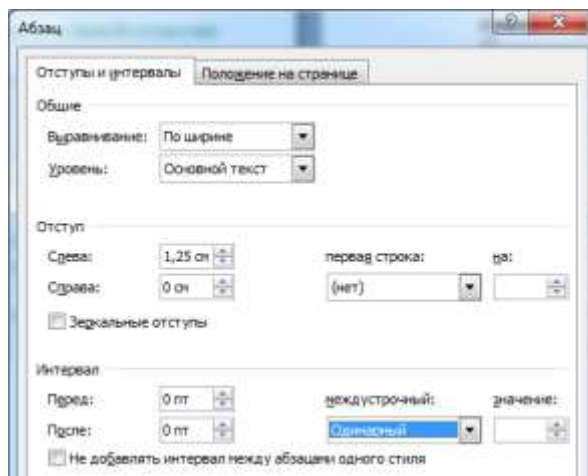 Абзац
Отступы и интервалы Положение на странице
Общие
Выравнивание: По ширине
Уровень: Основной текст
Отступ
Слева: 1,25 см первая строка: на:
Справа: 0 см (нет)
Зеркальные отступы
Интервал
Перед: 0 пт междустрочный: значение:
После: 0 пт Одинарный
Не добавлять интервал между абзацами одного стиля